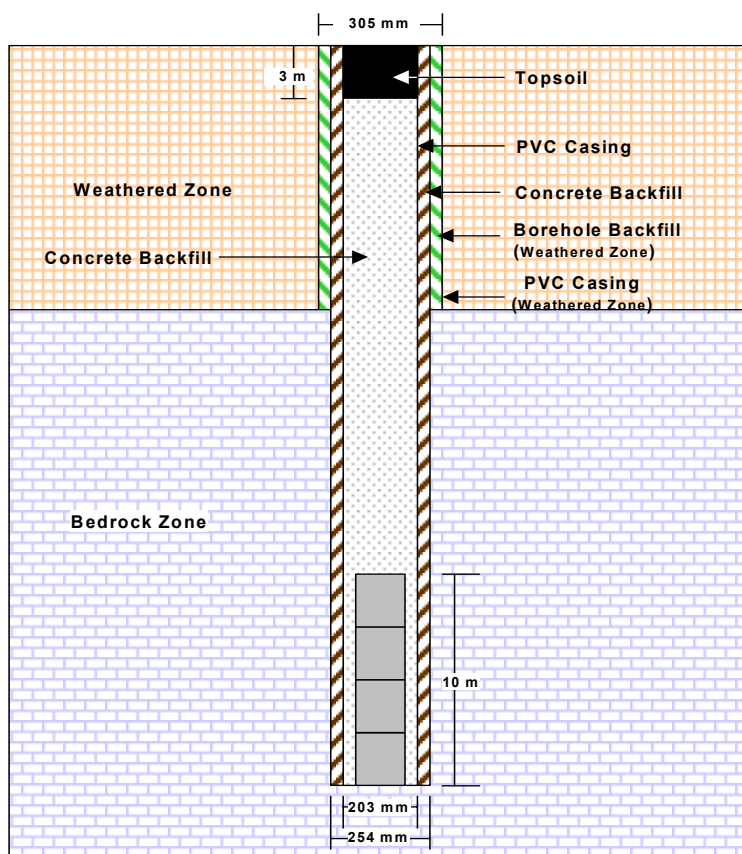 305 mm
3 m
Topsoil
PVC Casing
Weathered Zone
Concrete Backfill
Borehole Backfill
(Weathered Zone)
Concrete Backfill
PVC Casing
(Weathered Zone)
Bedrock Zone
10 m
203 mm
254 mm